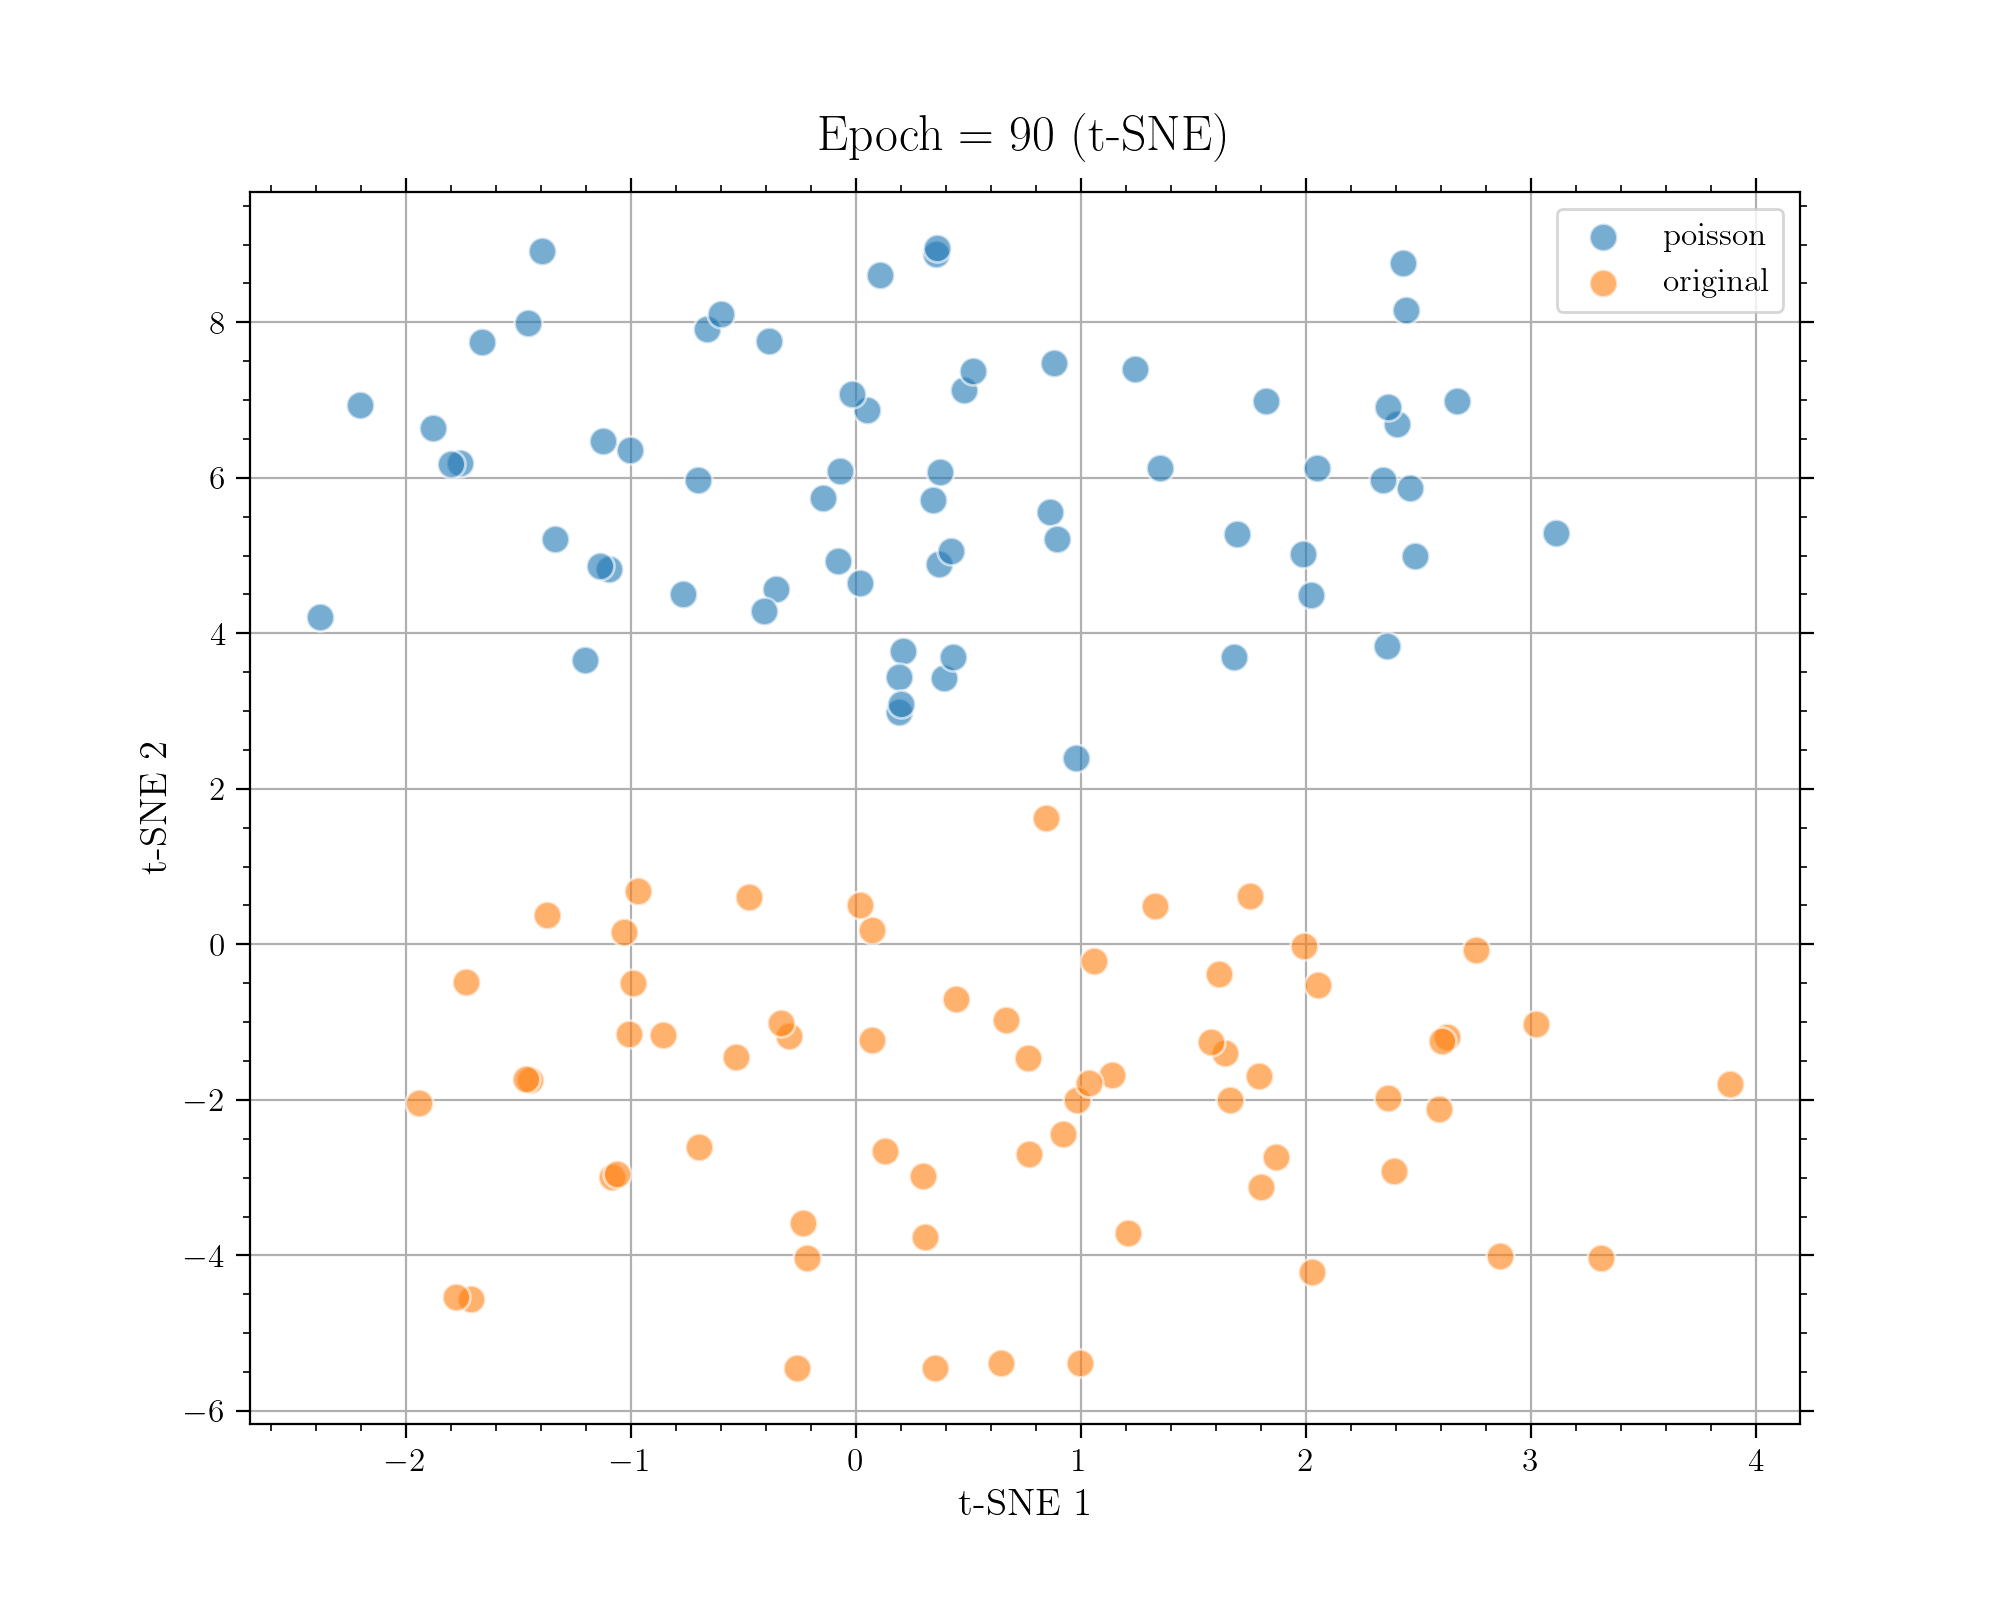 Epoch = 90 (t-SNE)
poisson
original
8
6
4
2
0
−2
−4
−6
t-SNE 2
−2 −1 0 1 2 3 4
t-SNE 1